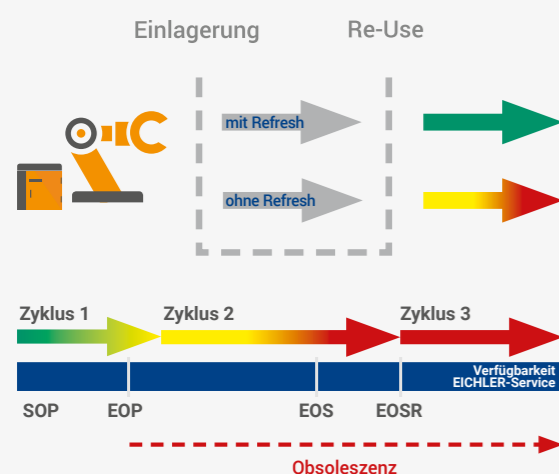 Einlagerung
Re-Use
mit Refresh
ohne Refresh
Zyklus 1
Zyklus 2
Zyklus 3
Verfügbarkeit
EICHLER-Service
SOP
EOP
EOS
EOSR
Obsoleszenz